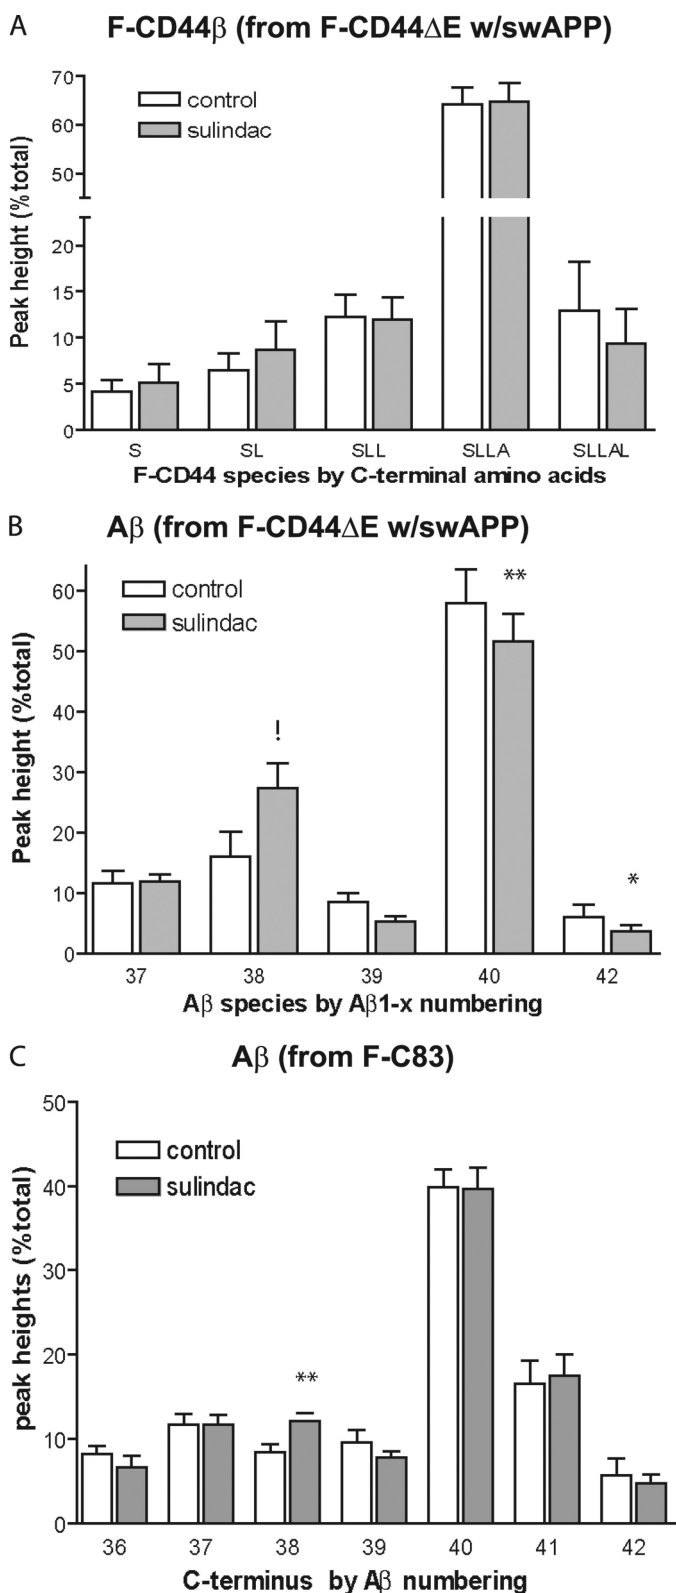 A F-CD44β (from F-CD44ΔE w/swAPP)
Peak height (%total)
70
60
50
20
15
10
5
0
control
sulindac
S SL SLL SLLA SLLAL
F-CD44 species by C-terminal amino acids
B Aβ (from F-CD44ΔE w/swAPP)
Peak height (%total)
60
50
40
30
20
10
0
control
sulindac
!
**
*
37 38 39 40 42
Aβ species by Aβ1-x numbering
C Aβ (from F-C83)
peak heights (%total)
50
40
30
20
10
0
control
sulindac
**
36 37 38 39 40 41 42
C-terminus by Aβ numbering